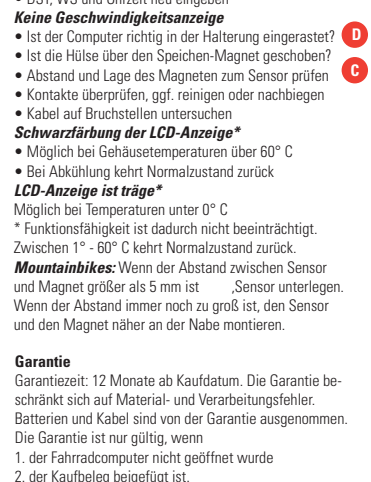 • DST, WS und Uhrzeit neu eingeben
Keine Geschwindigkeitsanzeige
• Ist der Computer richtig in der Halterung eingerastet? D
• Ist die Hülse über den Speichen-Magnet geschoben?
• Abstand und Lage des Magneten zum Sensor prüfen C
• Kontakte überprüfen, ggf. reinigen oder nachbiegen
• Kabel auf Bruchstellen untersuchen
Schwarzfärbung der LCD-Anzeige*
• Möglich bei Gehäusetemperaturen über 60° C
• Bei Abkühlung kehrt Normalzustand zurück
LCD-Anzeige ist träge*
Möglich bei Temperaturen unter 0° C
* Funktionsfähigkeit ist dadurch nicht beeinträchtigt.
Zwischen 1° - 60° C kehrt Normalzustand zurück.
Mountainbikes: Wenn der Abstand zwischen Sensor
und Magnet größer als 5 mm ist ,Sensor unterlegen.
Wenn der Abstand immer noch zu groß ist, den Sensor
und den Magnet näher an der Nabe montieren.
Garantie
Garantiezeit: 12 Monate ab Kaufdatum. Die Garantie be-
schränkt sich auf Material- und Verarbeitungsfehler.
Batterien und Kabel sind von der Garantie ausgenommen.
Die Garantie ist nur gültig, wenn
1. der Fahrradcomputer nicht geöffnet wurde
2. der Kaufbeleg beigefügt ist.